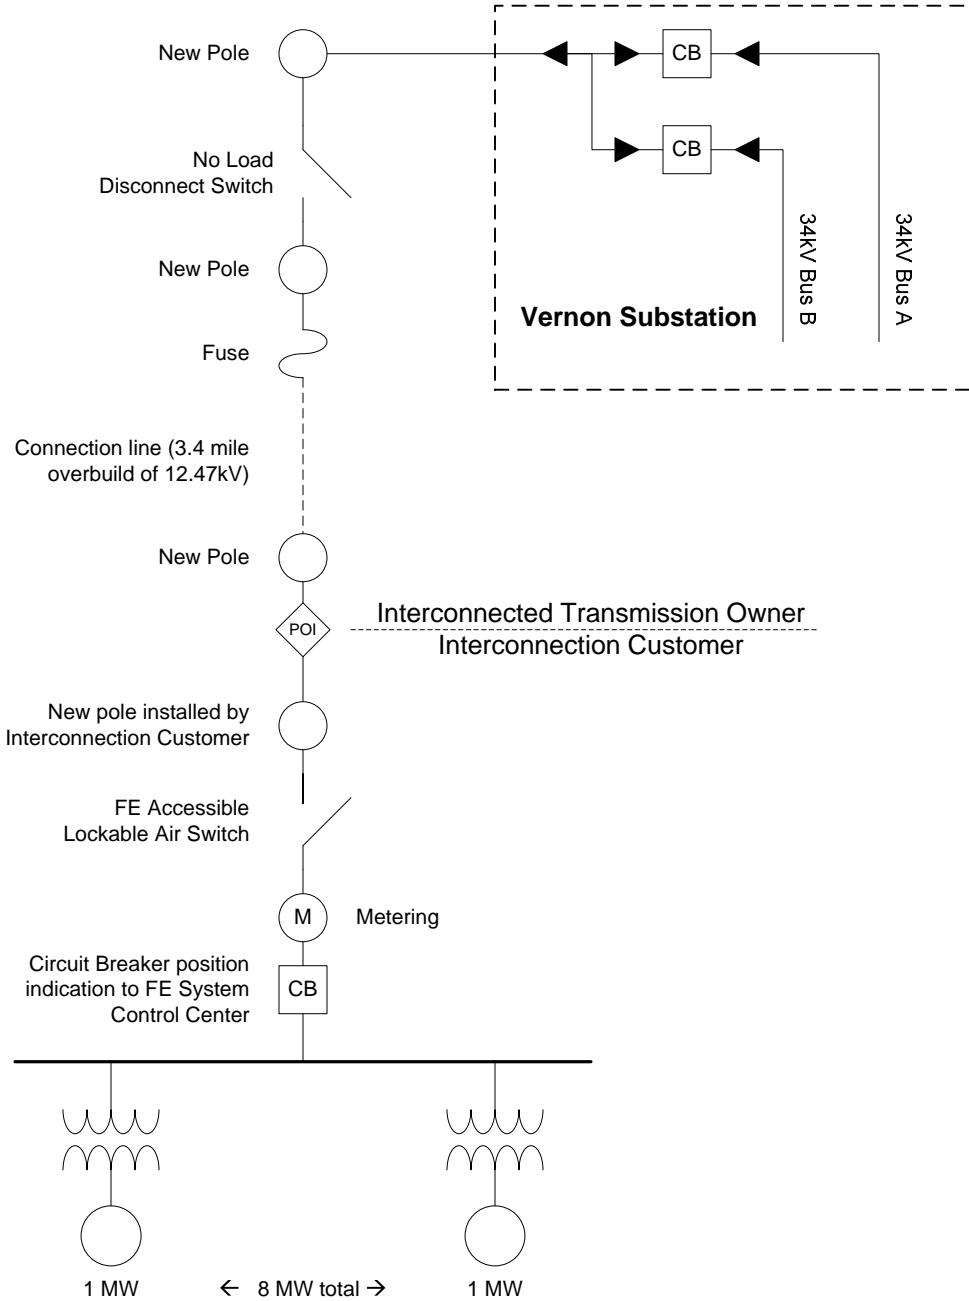 New Pole
CB
No Load
Disconnect Switch
CB
34kV Bus B
34kV Bus A
New Pole
Vernon Substation
Fuse
Connection line (3.4 mile
overbuild of 12.47kV)
New Pole
POI
Interconnected Transmission Owner
Interconnection Customer
New pole installed by
Interconnection Customer
FE Accessible
Lockable Air Switch
M
Metering
Circuit Breaker position
indication to FE System
Control Center
CB
1 MW
← 8 MW total →
1 MW